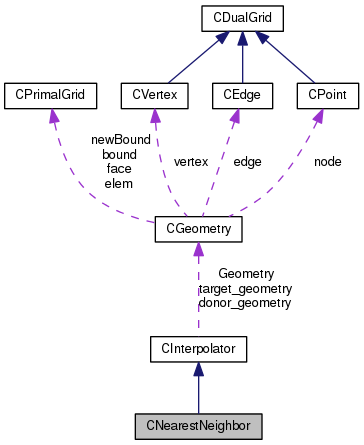 CDualGrid
CPrimalGrid
CVertex
CEdge
CPoint
newBound
bound
face
elem
vertex
edge
node
CGeometry
Geometry
target_geometry
donor_geometry
CInterpolator
CNearestNeighbor